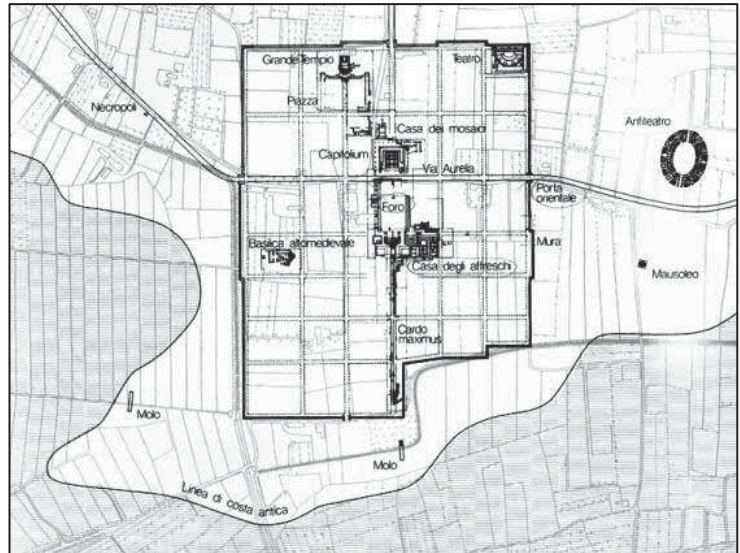 Grande Tempio
Teatro
Necropoli
Piazza
Casa dei mosaici
Anfiteatro
Capitolium
Via Aurelia
Porta
orientale
Foro
Basilica altomedievale
Mura
Casa degli affreschi
Mausoleo
Cardo
maximus
Molo
Molo
Linea di costa antica